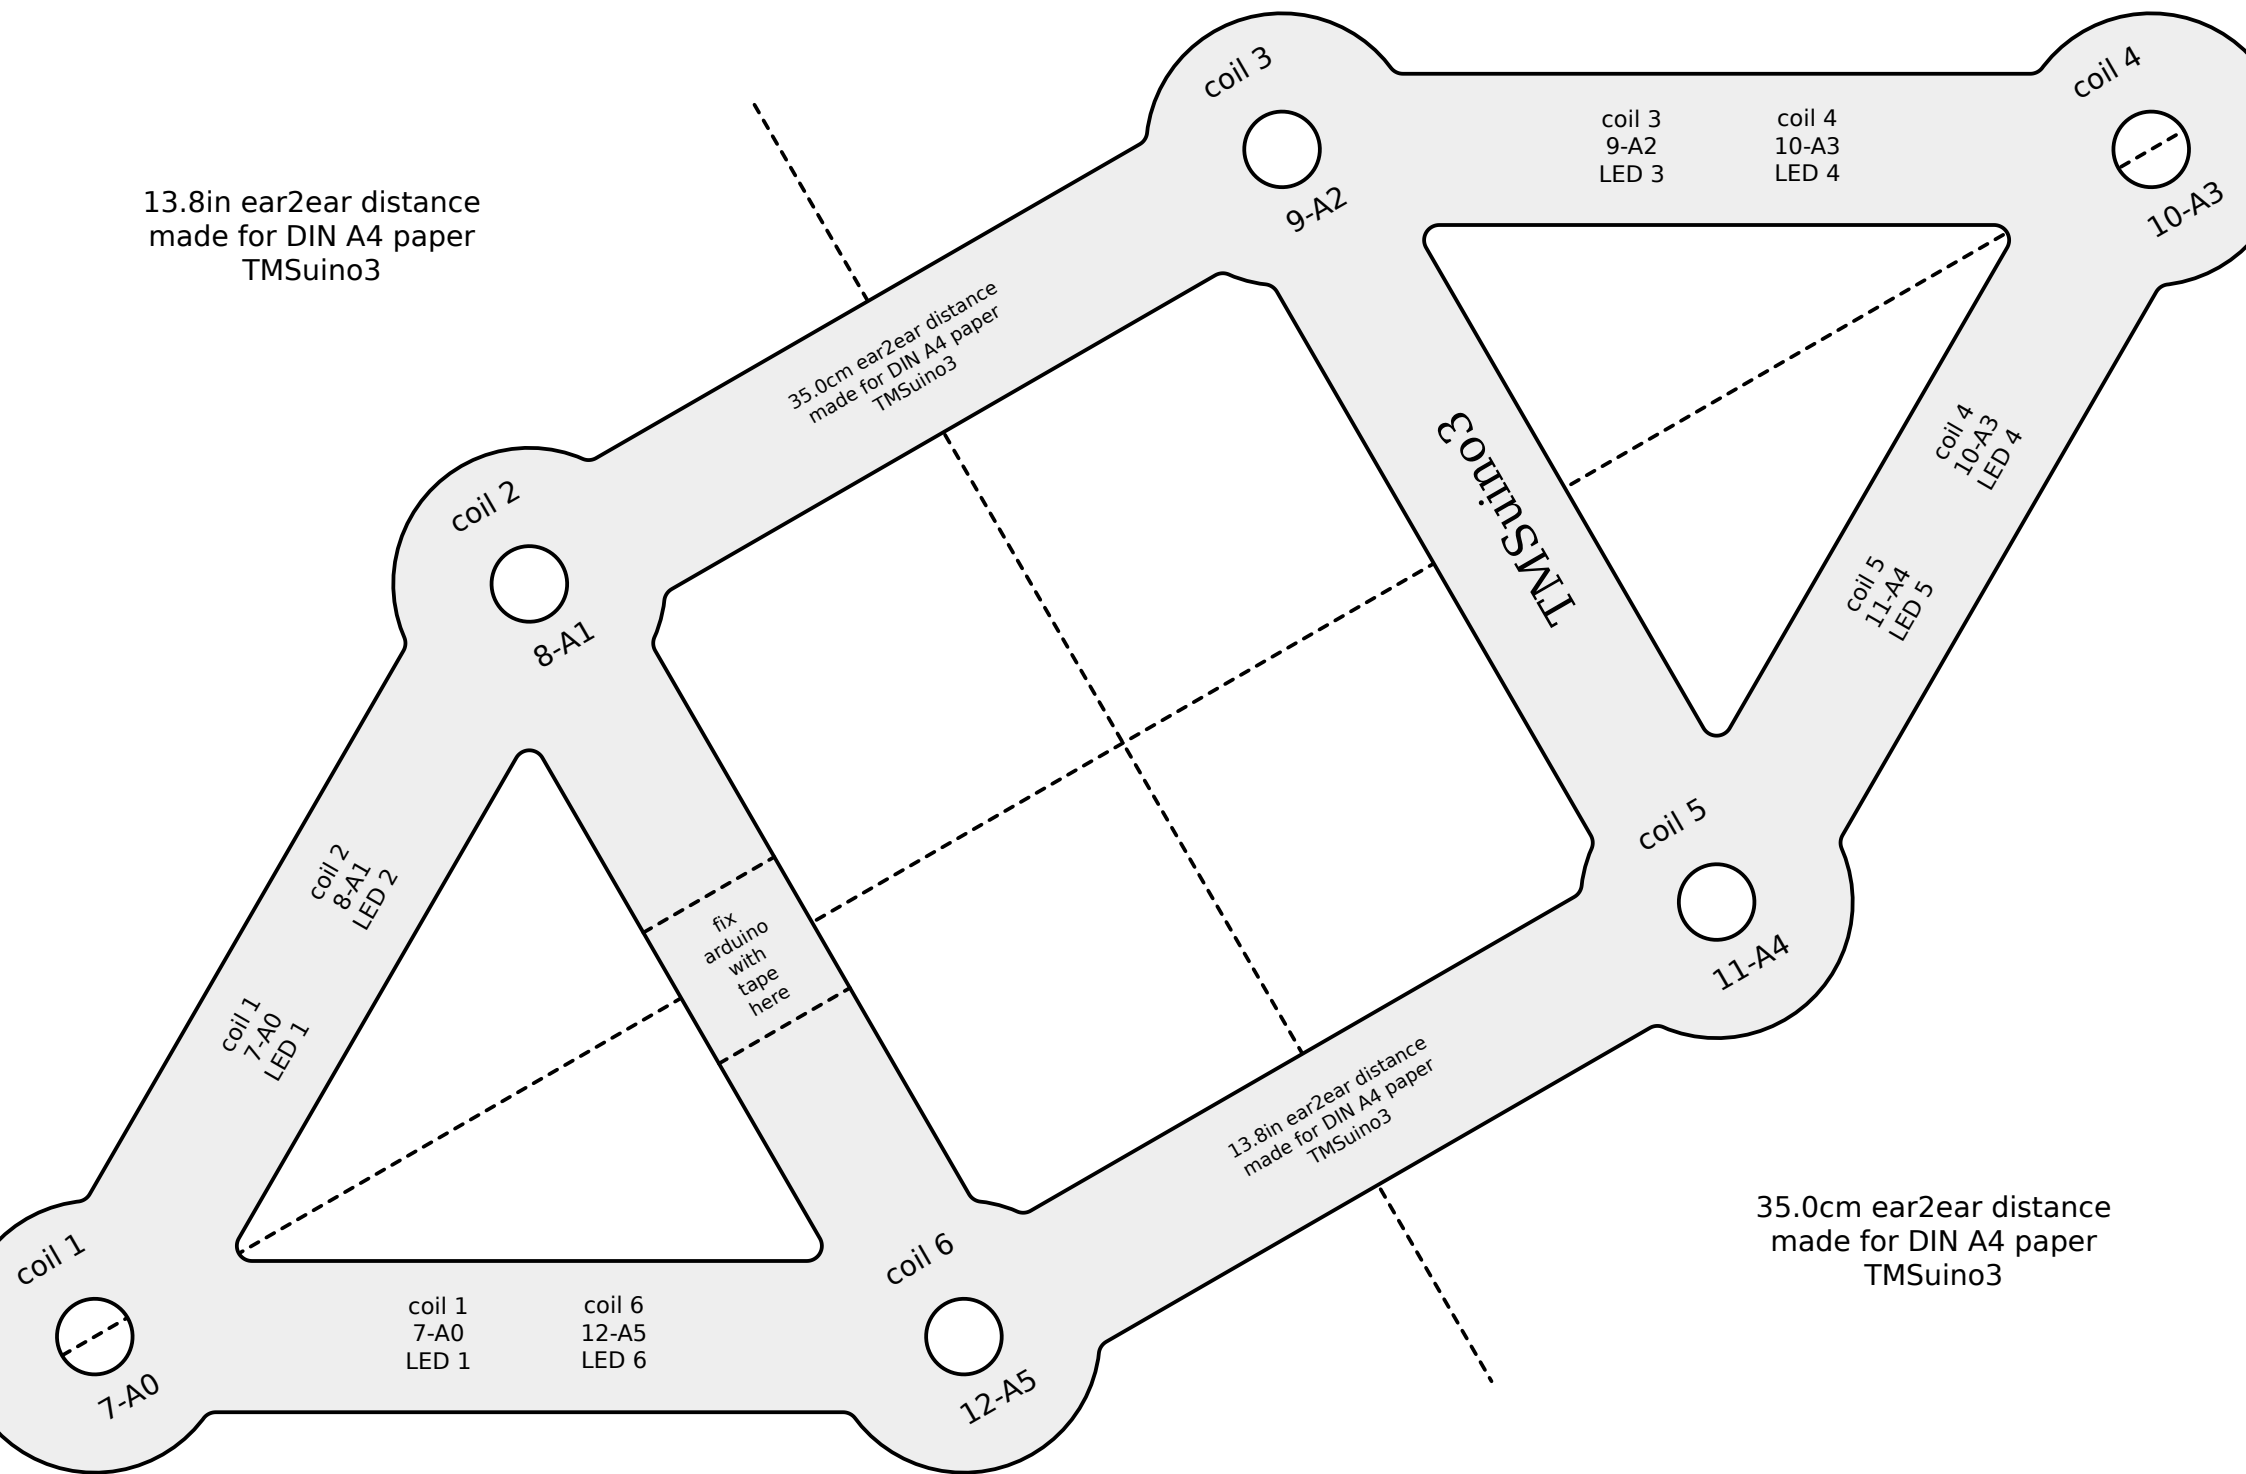 coil 3
coil 4
coil 3
9-A2
LED 3
coil 4
10-A3
LED 4
9-A2
10-A3
13.8in ear2ear distance
made for DIN A4 paper
TMSuino3
35.0cm ear2ear distance
made for DIN A4 paper
TMSuino3
TMSuino3
coil 4
10-A3
LED 4
coil 5
11-A4
LED 5
coil 2
8-A1
coil 5
11-A4
coil 2
8-A1
LED 2
coil 1
7-A0
LED 1
fix
arduino
with
tape
here
13.8in ear2ear distance
made for DIN A4 paper
TMSuino3
35.0cm ear2ear distance
made for DIN A4 paper
TMSuino3
coil 1
7-A0
coil 1
7-A0
LED 1
coil 6
12-A5
LED 6
coil 6
12-A5